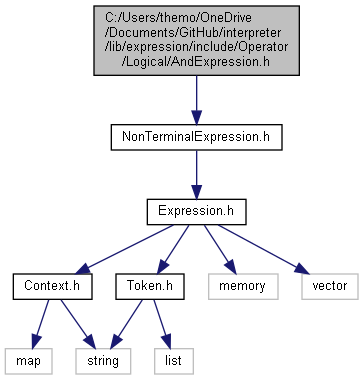 C:/Users/themo/OneDrive
/Documents/GitHub/interpreter
/lib/expression/include/Operator
/Logical/AndExpression.h
NonTerminalExpression.h
Expression.h
Context.h
Token.h
memory
vector
map
string
list